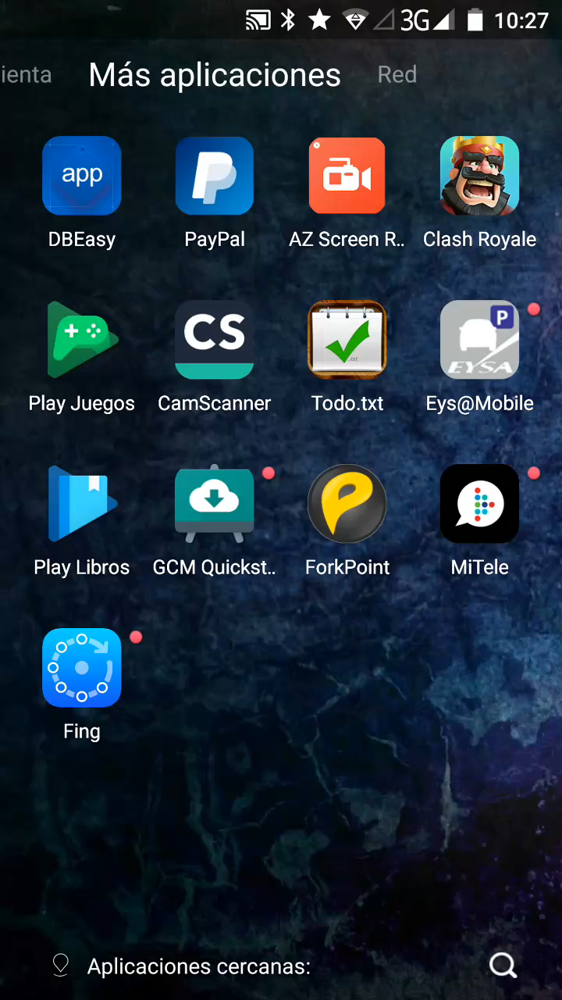 3G 10:27
ienta Más aplicaciones Red
app
P
CS
.txt
EYSA
DBEasy PayPal AZ Screen R.. Clash Royale
Play Juegos CamScanner Todo.txt Eys@Mobile
Play Libros GCM Quickst.. ForkPoint MiTele
Fing
Aplicaciones cercanas: